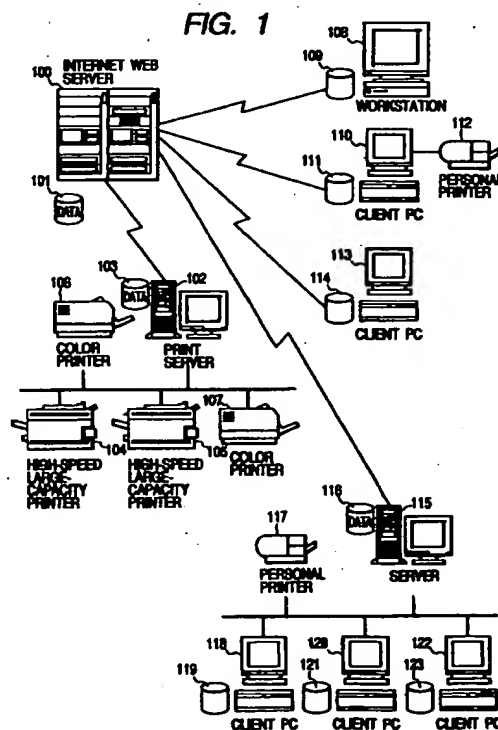 FIG. 1
108
100
INTERNET WEB
SERVER
109
WORKSTATION
110
112
111
CLIENT PC
PERSONAL
PRINTER
101
DATA
113
114
CLIENT PC
103
102
DATA
106
COLOR
PRINTER
PRINT
SERVER
107
104
105
COLOR
PRINTER
HIGH-SPEED
LARGE-
CAPACITY
PRINTER
HIGH-SPEED
LARGE-
CAPACITY
PRINTER
116
115
DATA
117
PERSONAL
PRINTER
SERVER
118
120
122
119
121
123
CLIENT PC
CLIENT PC
CLIENT PC